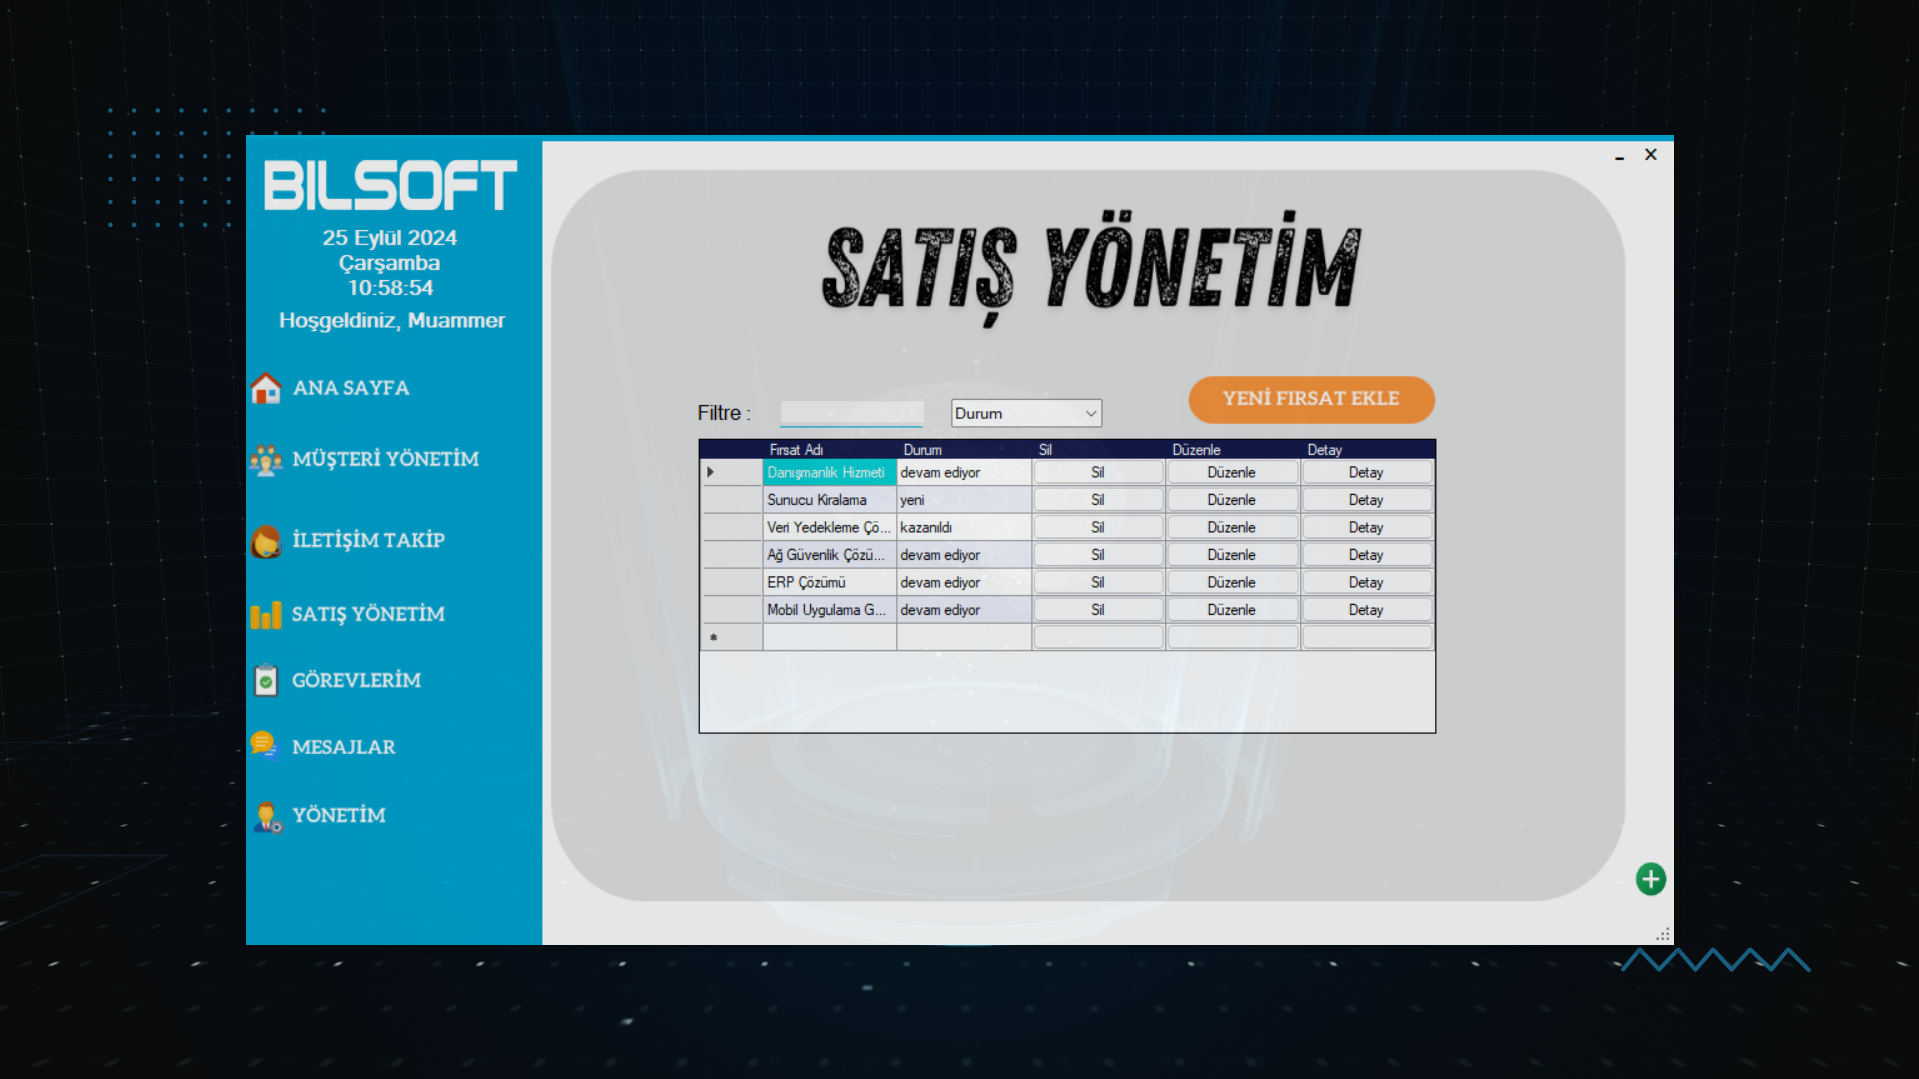 BILSOFT
25 Eylül 2024
Çarşamba
10:58:54
Hoşgeldiniz, Muammer
ANA SAYFA
MÜŞTERİ YÖNETİM
İLETİŞİM TAKİP
SATIŞ YÖNETİM
GÖREVLERİM
MESAJLAR
YÖNETİM
SATIŞ YÖNETİM
YENİ FIRSAT EKLE
Filtre : Durum
Fırsat Adı Durum Sil Düzenle Detay
Danışmanlık Hizmeti devam ediyor Sil Düzenle Detay
Sunucu Kiralama yeni Sil Düzenle Detay
Veri Yedekleme Çö... kazanıldı Sil Düzenle Detay
Ağ Güvenlik Çözü... devam ediyor Sil Düzenle Detay
ERP Çözümü devam ediyor Sil Düzenle Detay
Mobil Uygulama G... devam ediyor Sil Düzenle Detay